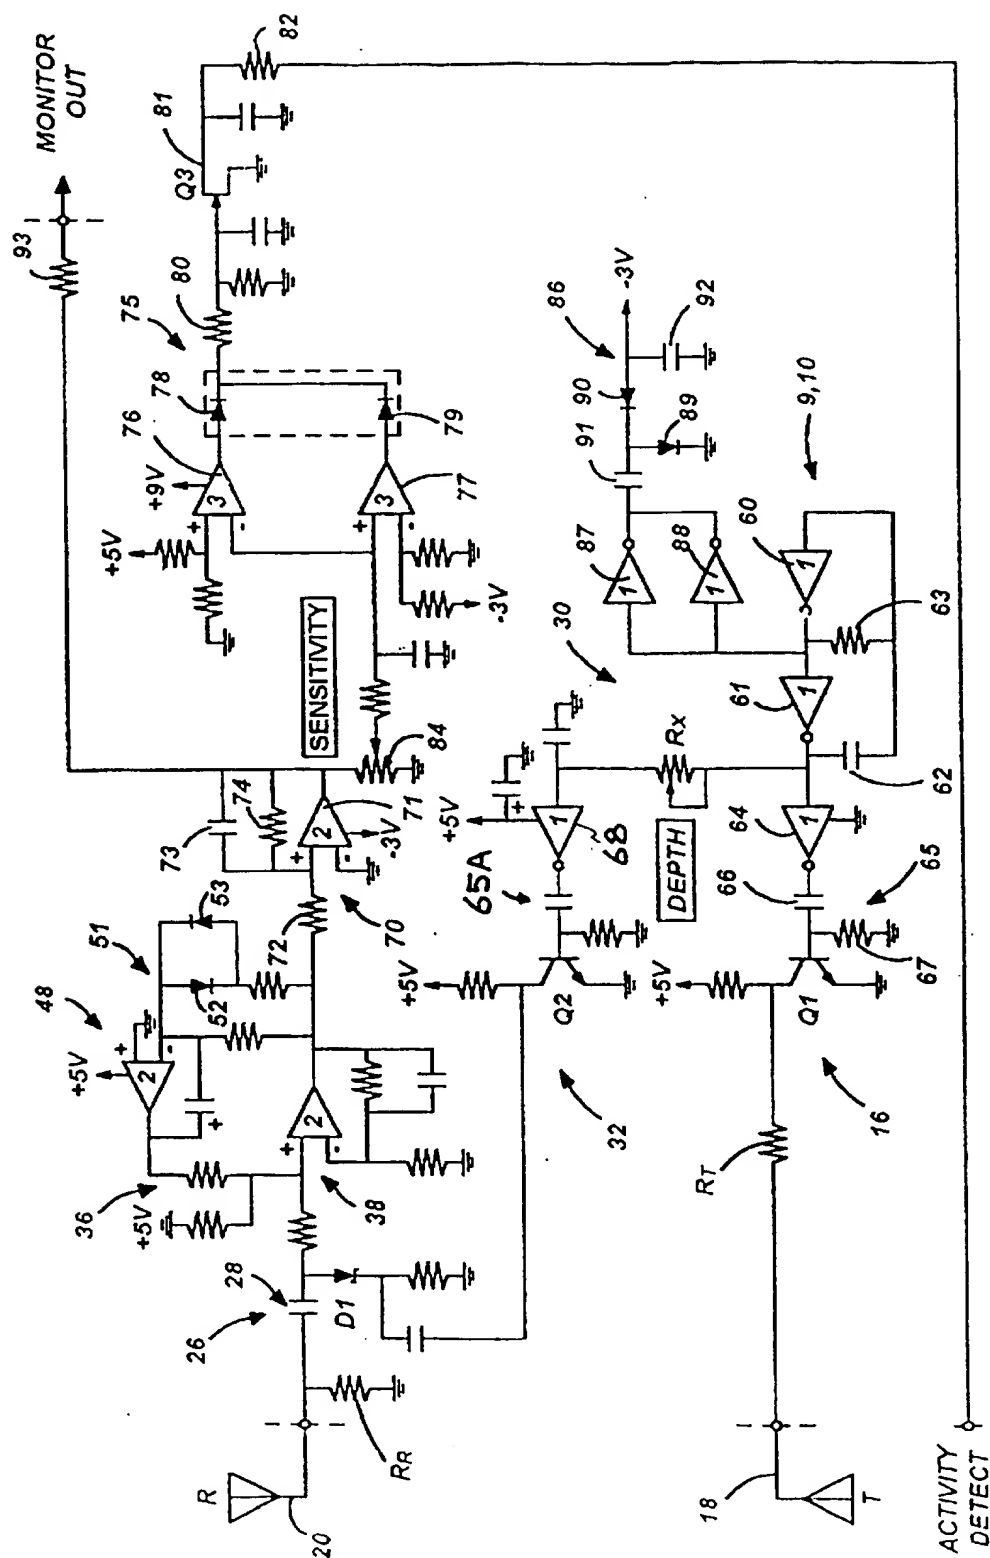 82
MONITOR
OUT
81
Q3
93
80
75
78
76
+9V
3
+
-
+5V
79
3
77
+
-
-3V
-3V
86
92
90
91
89
9,10
87
1
88
1
60
1
63
30
61
1
SENSITIVITY
84
74
73
71
2
+
-
-3V
70
72
53
51
52
48
+
-
+5V
2
+
36
+5V
2
+
-
38
28
26
D1
RR
R
20
+5V
+
1
68
65A
RX
DEPTH
64
1
66
65
67
+5V
Q2
+5V
Q1
32
16
RT
18
T
ACTIVITY
DETECT